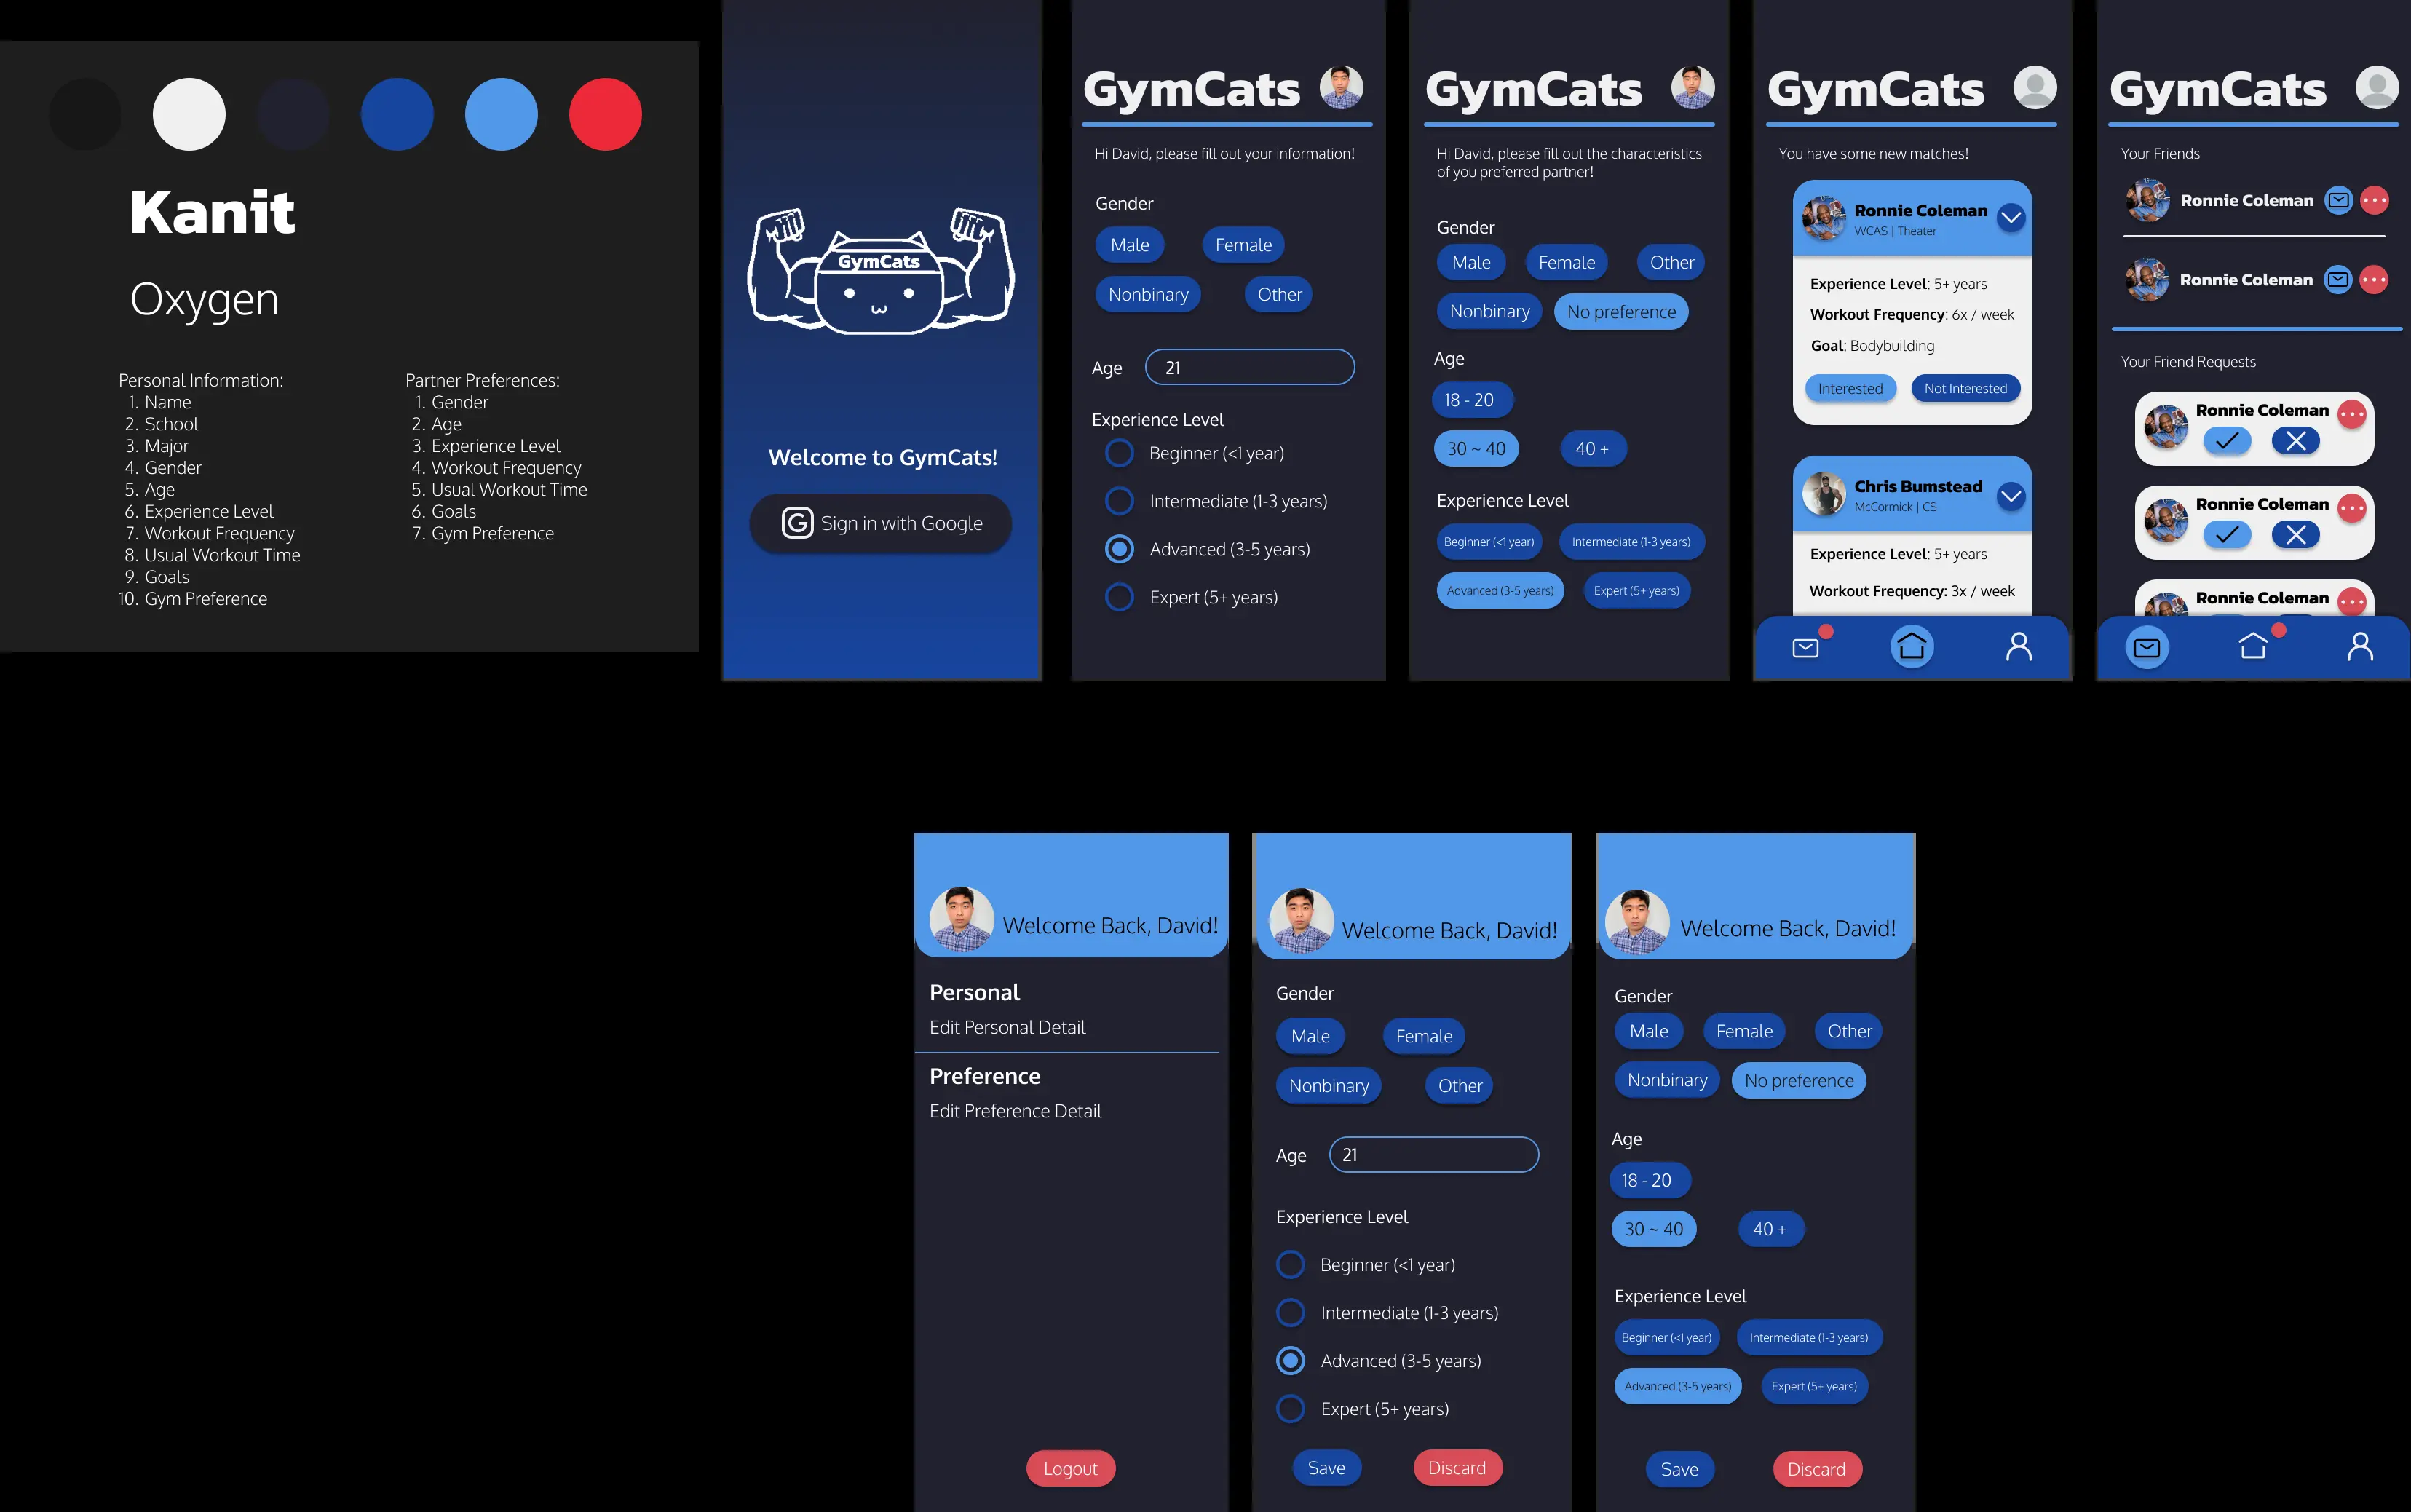 Kanit
Oxygen
Personal Information:
1. Name
2. School
3. Major
4. Gender
5. Age
6. Experience Level
7. Workout Frequency
8. Usual Workout Time
9. Goals
10. Gym Preference
Partner Preferences:
1. Gender
2. Age
3. Experience Level
4. Workout Frequency
5. Usual Workout Time
6. Goals
7. Gym Preference
GymCats
Welcome to GymCats!
G Sign in with Google
GymCats
Hi David, please fill out your information!
Gender
Male Female
Nonbinary Other
Age 21
Experience Level
Beginner (<1 year)
Intermediate (1-3 years)
Advanced (3-5 years)
Expert (5+ years)
GymCats
Hi David, please fill out the characteristics
of you preferred partner!
Gender
Male Female Other
Nonbinary No preference
Age
18 - 20
30 ~ 40 40 +
Experience Level
Beginner (<1 year) Intermediate (1-3 years)
Advanced (3-5 years) Expert (5+ years)
GymCats
You have some new matches!
Ronnie Coleman
WCAS | Theater
Experience Level: 5+ years
Workout Frequency: 6x / week
Goal: Bodybuilding
Interested Not Interested
Chris Bumstead
McCormick | CS
Experience Level: 5+ years
Workout Frequency: 3x / week
GymCats
Your Friends
Ronnie Coleman
Ronnie Coleman
Your Friend Requests
Ronnie Coleman
Ronnie Coleman
Ronnie Coleman
Welcome Back, David!
Personal
Edit Personal Detail
Preference
Edit Preference Detail
Logout
Welcome Back, David!
Gender
Male Female
Nonbinary Other
Age 21
Experience Level
Beginner (<1 year)
Intermediate (1-3 years)
Advanced (3-5 years)
Expert (5+ years)
Save Discard
Welcome Back, David!
Gender
Male Female Other
Nonbinary No preference
Age
18 - 20
30 ~ 40 40 +
Experience Level
Beginner (<1 year) Intermediate (1-3 years)
Advanced (3-5 years) Expert (5+ years)
Save Discard